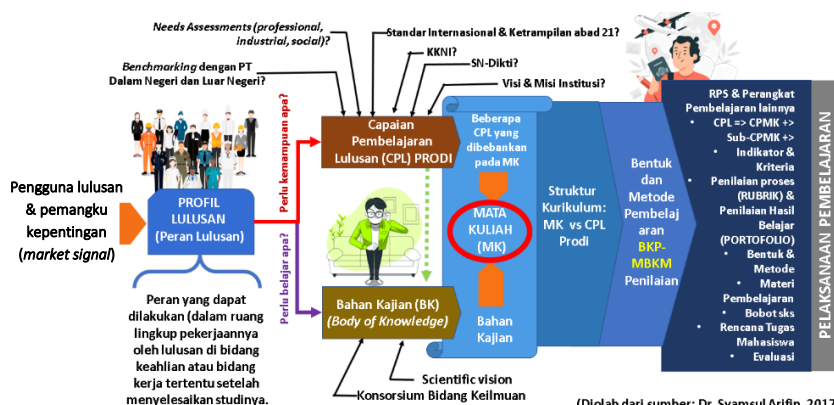 Needs Assessments (professional,
industrial, social)?
Standar Internasional & Ketrampilan abad 21?
KKNI?
SN-Dikti?
Visi & Misi Institusi?
Benchmarking dengan PT
Dalam Negeri dan Luar Negeri?
Pengguna lulusan
& pemangku
kepentingan
(market signal)
PROFIL
LULUSAN
(Peran Lulusan)
Peran yang dapat
dilakukan (dalam ruang
lingkup pekerjaannya
oleh lulusan di bidang
keahlian atau bidang
kerja tertentu setelah
menyelesaikan studinya.
Perlu kemampuan apa?
Perlu belajar apa?
Capaian
Pembelajaran
Lulusan (CPL) PRODI
Bahan Kajian (BK)
(Body of Knowledge)
Scientific vision
Konsorsium Bidang Keilmuan
Beberapa
CPL yang
dibebankan
pada MK
MATA
KULIAH
(MK)
Bahan
Kajian
Struktur
Kurikulum:
MK vs CPL
Prodi
Bentuk
dan
Metode
Pembelaj
aran
BKP-
MBKM
Penilaian
RPS & Perangkat
Pembelajaran lainnya
• CPL => CPMK +>
Sub-CPMK +>
• Indikator &
Kriteria
• Penilaian proses
(RUBRIK) &
Penilaian Hasil
Belajar
(PORTOFOLIO)
• Bentuk &
Metode
• Materi
Pembelajaran
• Bobot sks
• Rencana Tugas
Mahasiswa
• Evaluasi
PELAKSANAAN PEMBELAJARAN
(Diolah dari sumber: Dr. Syamsul Arifin, 2017